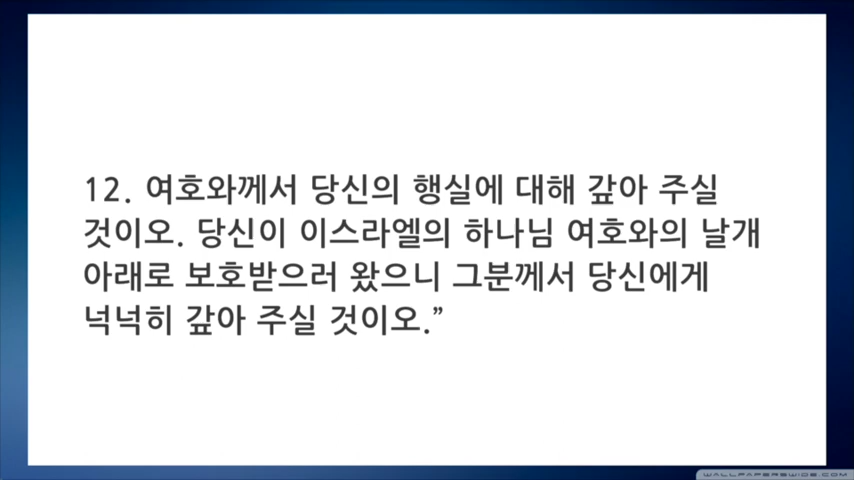 12. 여호와께서 당신의 행실에 대해 갚아 주실
것이오. 당신이 이스라엘의 하나님 여호와의 날개
아래로 보호받으러 왔으니 그분께서 당신에게
넉넉히 갚아 주실 것이오.”
WALLPAPERSWIDE.COM